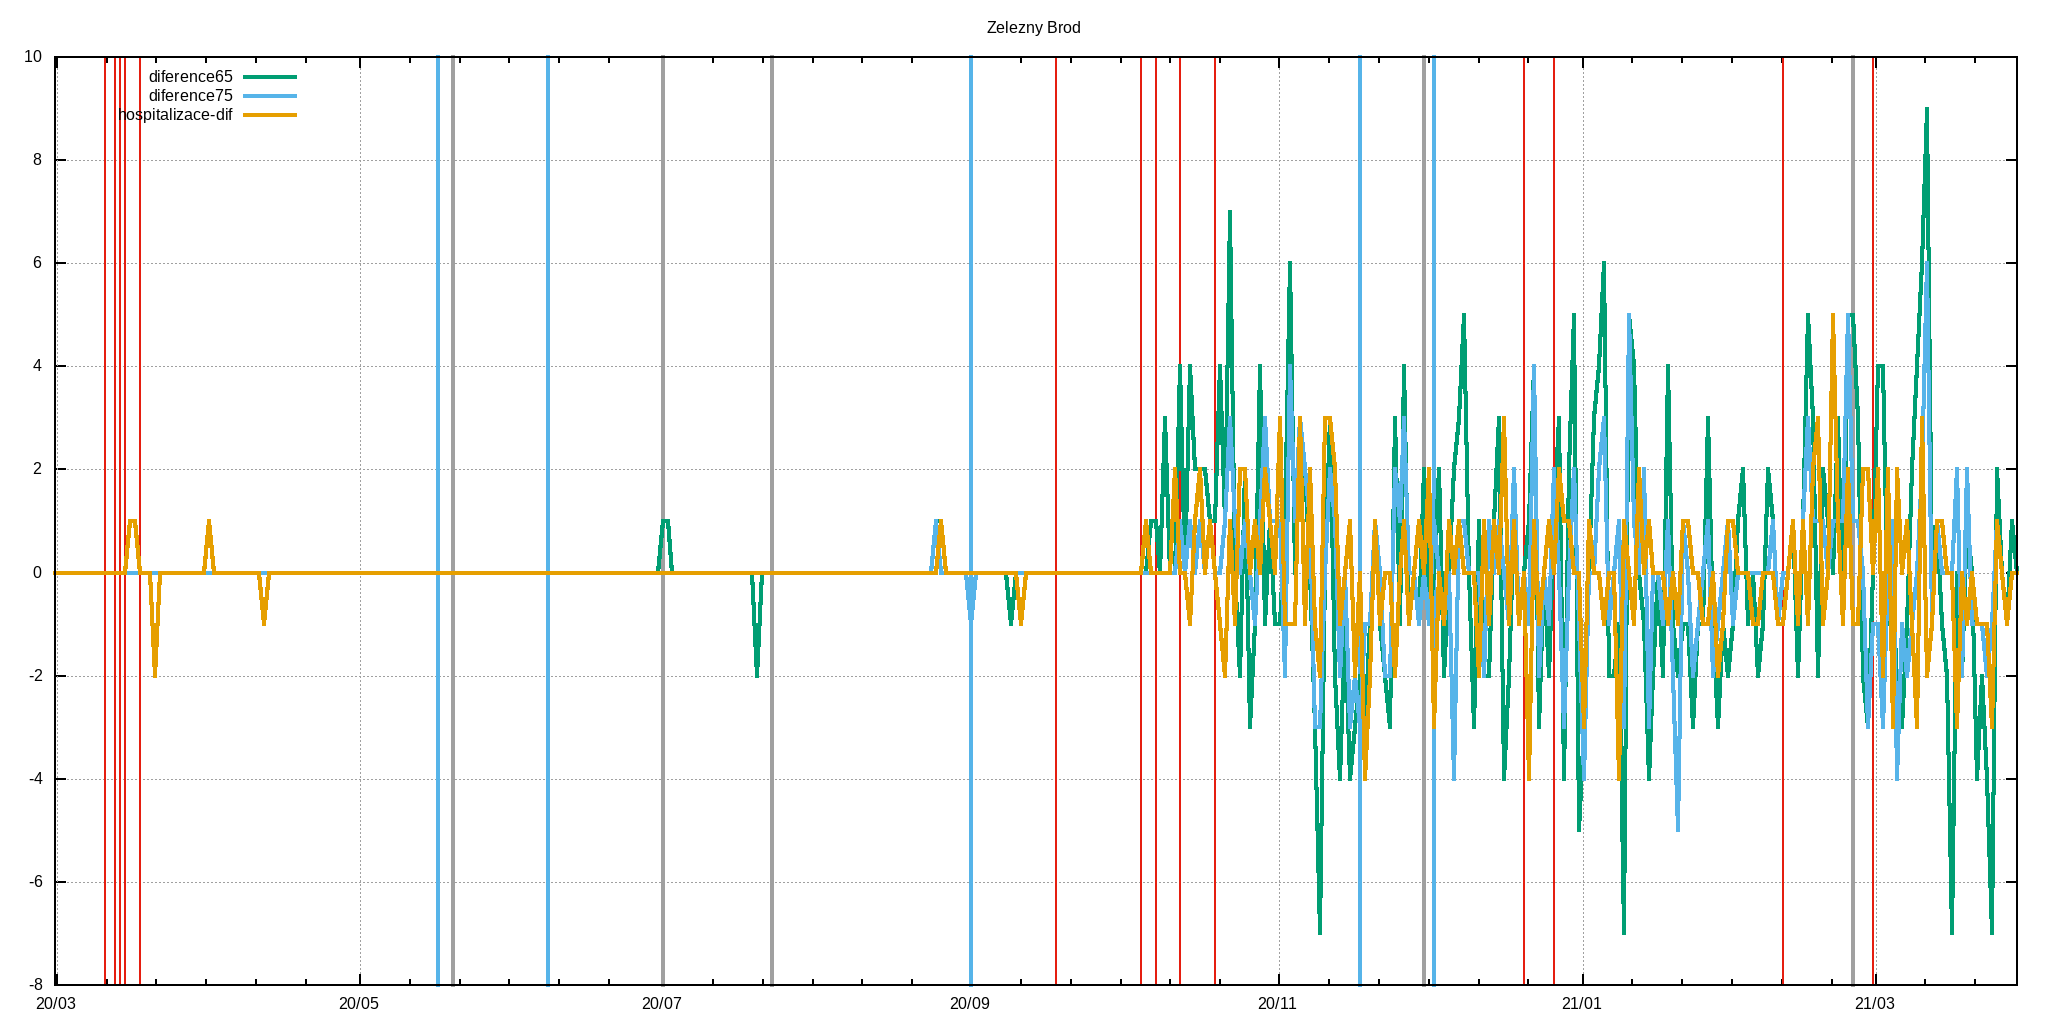 Zelezny Brod
10
diference65
diference75
hospitalizace-dif
8
6
4
2
0
-2
-4
-6
-8
20/03 20/05 20/07 20/09 20/11 21/01 21/03